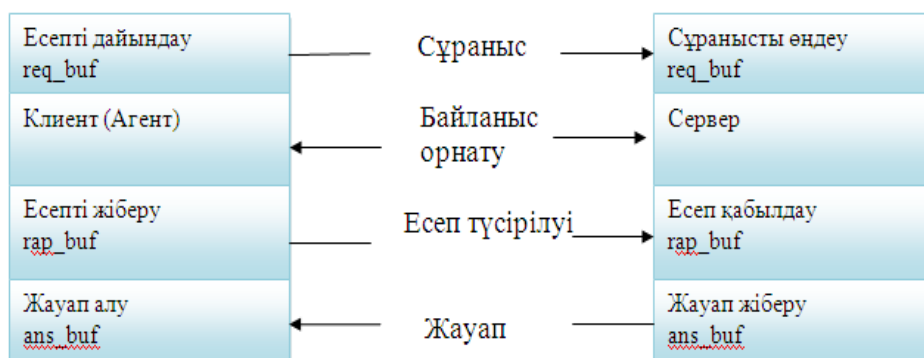 Есепті дайындау
req_buf
Сұраныс
Сұранысты өңдеу
req_buf
Клиент (Агент)
Байланыс
орнату
Сервер
Есепті жіберу
rap_buf
Есеп түсірілуі
Есеп қабылдау
rap_buf
Жауап алу
ans_buf
Жауап
Жауап жіберу
ans_buf